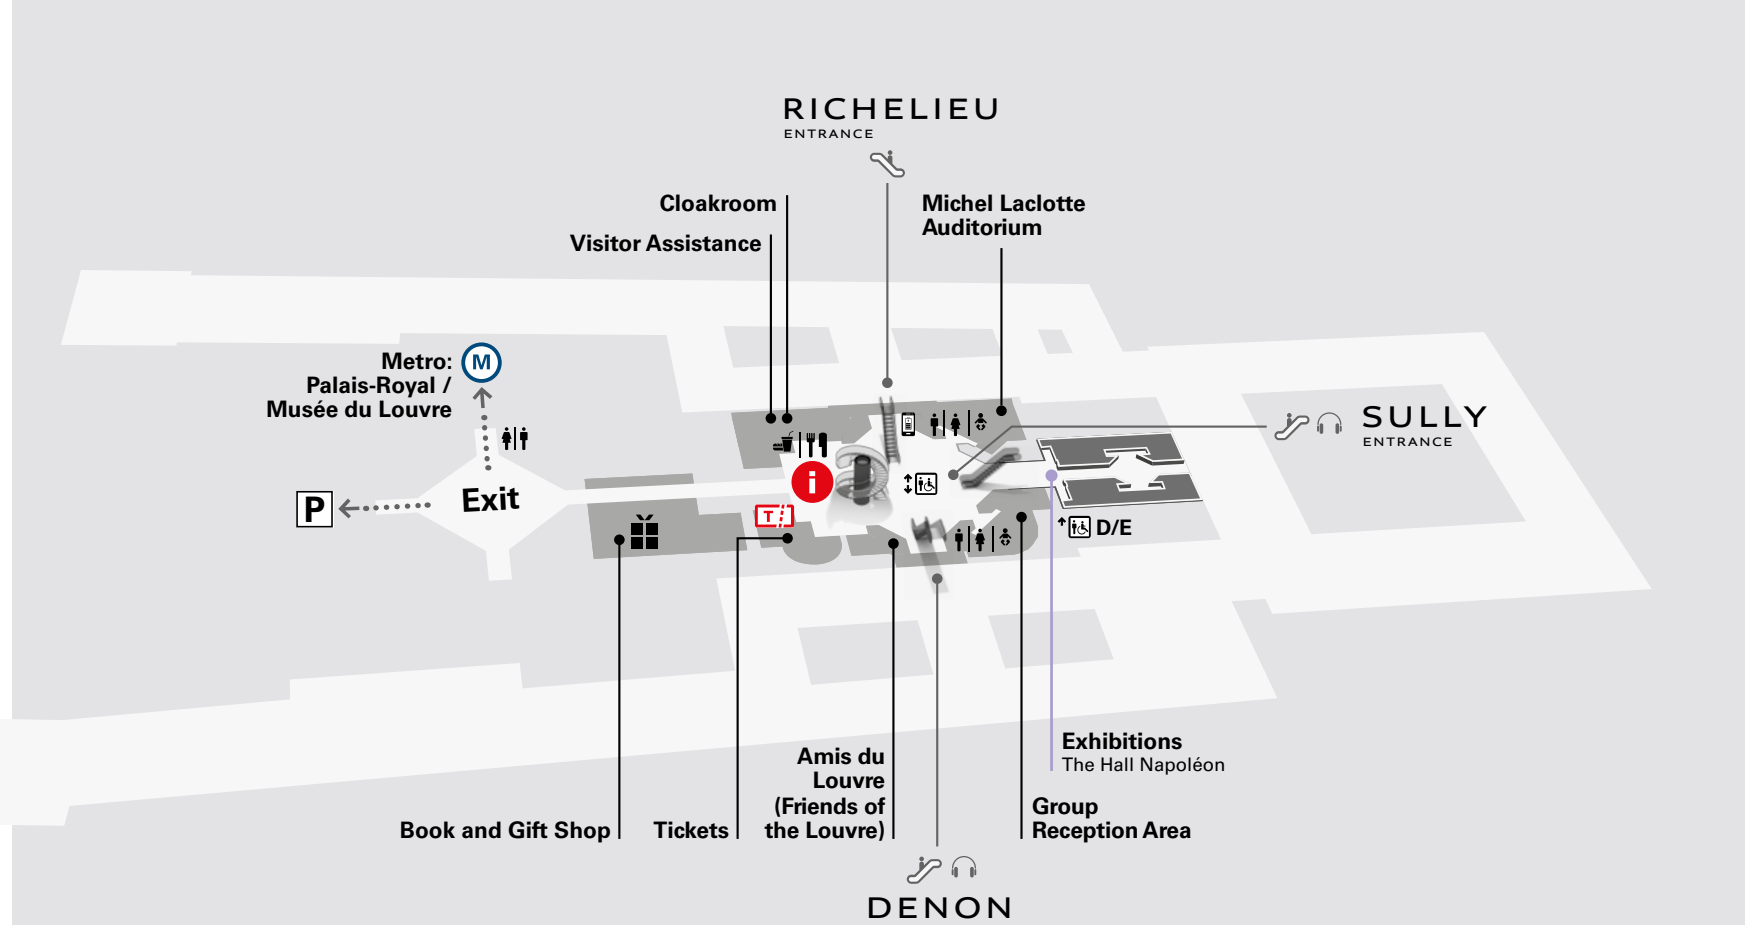 RICHELIEU
ENTRANCE
Cloakroom
Visitor Assistance
Michel Laclotte
Auditorium
Metro:
Palais-Royal /
Musée du Louvre
M
SULLY
ENTRANCE
P
Exit
i
T
D/E
Exhibitions
The Hall Napoléon
Amis du
Louvre
(Friends of
the Louvre)
Group
Reception Area
Book and Gift Shop
Tickets
DENON